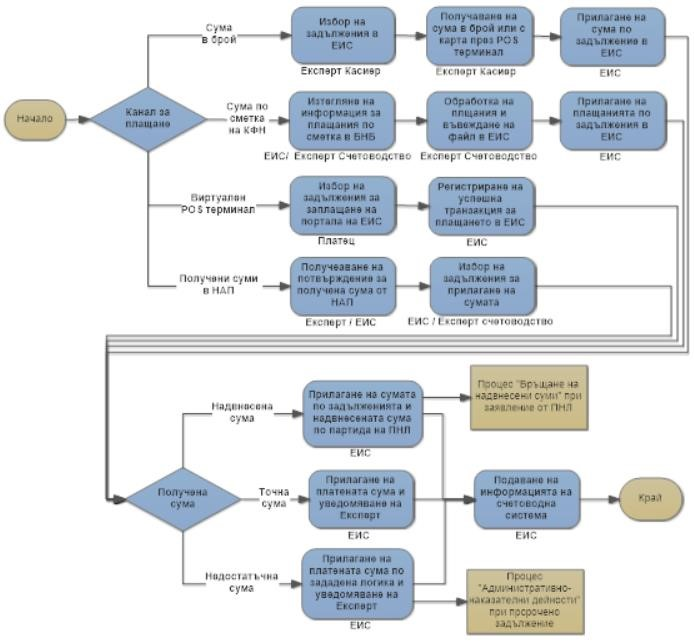 Сума
в брой
Избор на
задължения в
ЕИС
Експерт Касиер
Получаване на
сума в брой или с
карта през POS
терминал
Експерт Касиер
Прилагане на
сума по
задължение в
ЕИС
ЕИС
Начало
Канал за
плащане
Сума по
сметка
на КФН
Изтегляне на
информация за
плащания по
сметка в БНБ
ЕИС/ Експерт Счетоводство
Обработка на
плщания и
въвеждане на
файл в ЕИС
Експерт Счетоводство
Прилагане на
плащанията по
задължения в
ЕИС
ЕИС
Виртуален
POS терминал
Избор на
задължения за
заплащане на
портала на ЕИС
Платец
Регистриране на
успешна
транзакция за
плащането в ЕИС
ЕИС
Получени суми
в НАП
Получеаване на
потвърждение за
получена сума от
НАП
Експерт / ЕИС
Избор на
задължения за
прилагане на
сумата
ЕИС / Експерт счетоводство
Надвнесена
сума
Прилагане на сумата
по задълженията и
надвнесената сума
по партида на ПНЛ
ЕИС
Процес "Връщане на
надвнесени суми" при
заявление от ПНЛ
Получена
сума
Точна
сума
Прилагане на
платената сума и
уведомяване на
Експерт
ЕИС
Подаване на
информацията на
счетоводна
система
ЕИС
Край
Недостатъчна
сума
Прилагане на
платената сума по
зададена логика и
уведомяване на
Експерт
ЕИС
Процес
"Административно-
наказателни дейности"
при прсрочено
задължение